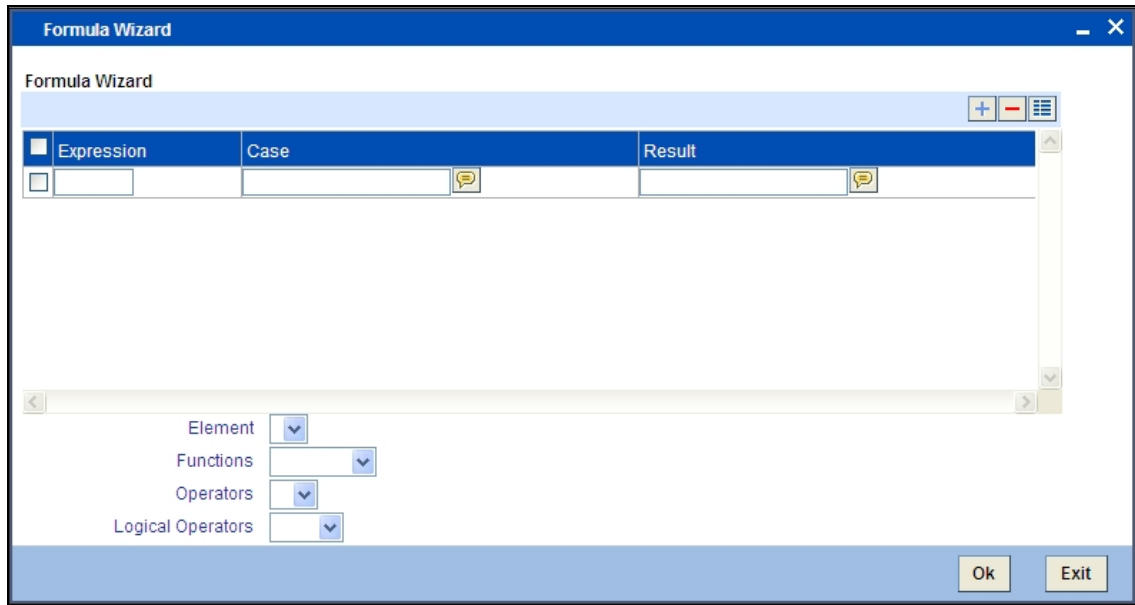 Formula Wizard
Formula Wizard
Expression Case Result
Element
Functions
Operators
Logical Operators
Ok Exit